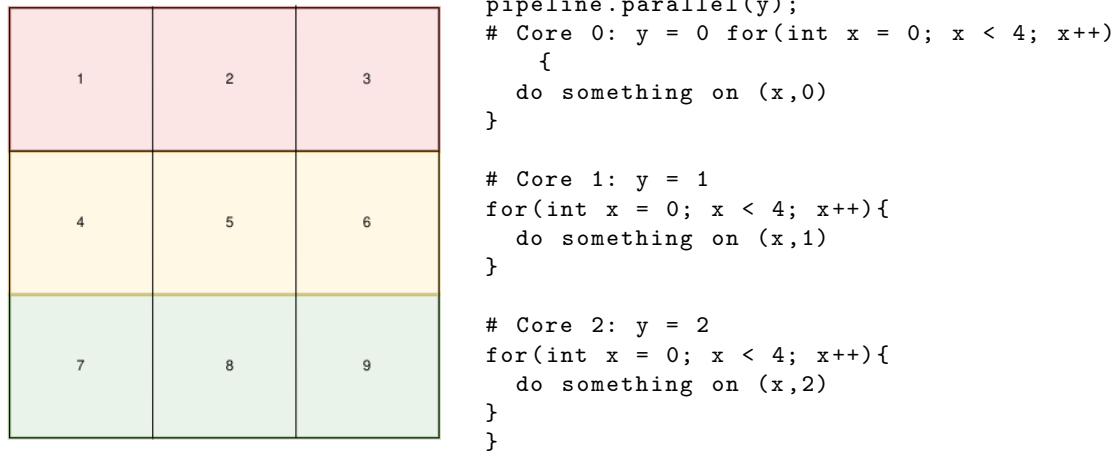 1 2 3
4 5 6
7 8 9
pipeline.parallel(y);
# Core 0: y = 0 for(int x = 0; x < 4; x++)
{
do something on (x,0)
}
# Core 1: y = 1
for(int x = 0; x < 4; x++){
do something on (x,1)
}
# Core 2: y = 2
for(int x = 0; x < 4; x++){
do something on (x,2)
}
}